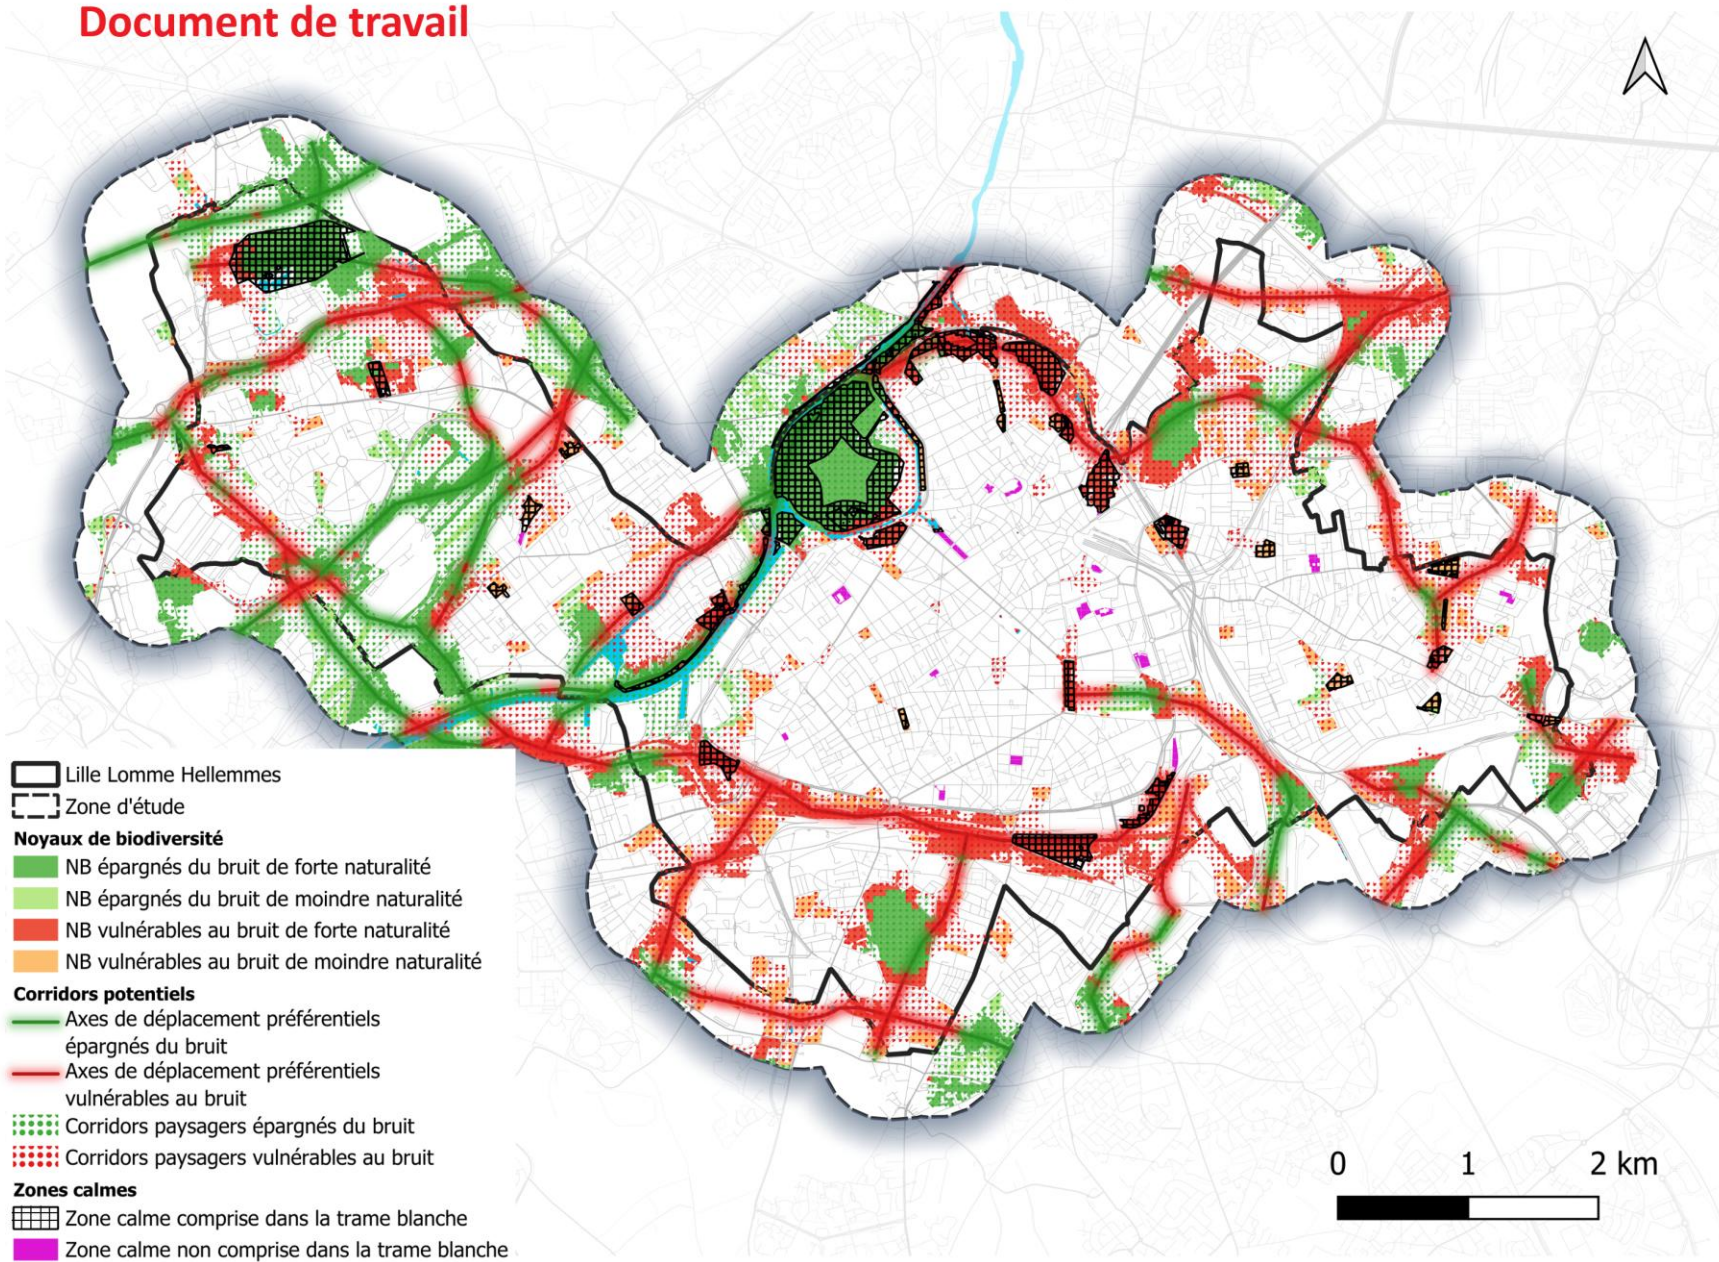 Document de travail
Lille Lomme Hellemmes
Zone d'étude
Noyaux de biodiversité
NB épargnés du bruit de forte naturalité
NB épargnés du bruit de moindre naturalité
NB vulnérables au bruit de forte naturalité
NB vulnérables au bruit de moindre naturalité
Corridors potentiels
Axes de déplacement préférentiels
épargnés du bruit
Axes de déplacement préférentiels
vulnérables au bruit
Corridors paysagers épargnés du bruit
Corridors paysagers vulnérables au bruit
Zones calmes
Zone calme comprise dans la trame blanche
Zone calme non comprise dans la trame blanche
0 1 2 km